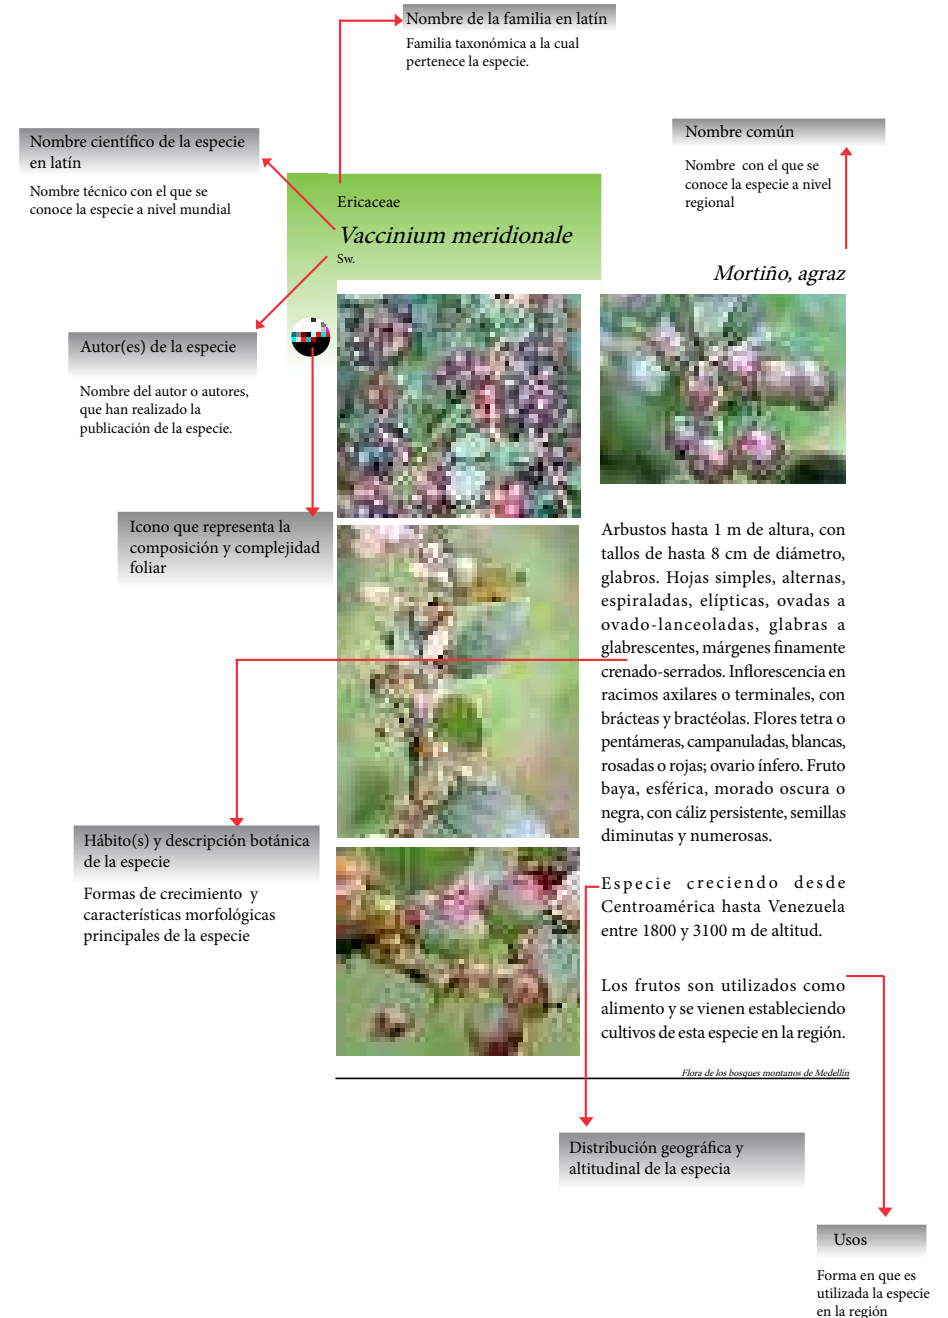 Nombre de la familia en latín
Familia taxonómica a la cual
pertenece la especie.
Nombre científico de la especie
en latín
Nombre técnico con el que se
conoce la especie a nivel mundial
Nombre común
Nombre con el que se
conoce la especie a nivel
regional
Ericaceae
Vaccinium meridionale
Sw.
Mortiño, agraz
Autor(es) de la especie
Nombre del autor o autores,
que han realizado la
publicación de la especie.
Icono que representa la
composición y complejidad
foliar
Arbustos hasta 1 m de altura, con
tallos de hasta 8 cm de diámetro,
glabros. Hojas simples, alternas,
espiraladas, elípticas, ovadas a
ovado-lanceoladas, glabras a
glabrescentes, márgenes finamente
crenado-serrados. Inflorescencia en
racimos axilares o terminales, con
brácteas y bractéolas. Flores tetra o
pentámeras, campanuladas, blancas,
rosadas o rojas; ovario ínfero. Fruto
baya, esférica, morado oscura o
negra, con cáliz persistente, semillas
diminutas y numerosas.
Hábito(s) y descripción botánica
de la especie
Formas de crecimiento y
características morfológicas
principales de la especie
Especie creciendo desde
Centroamérica hasta Venezuela
entre 1800 y 3100 m de altitud.
Los frutos son utilizados como
alimento y se vienen estableciendo
cultivos de esta especie en la región.
Flora de los bosques montanos de Medellín
Distribución geográfica y
altitudinal de la especia
Usos
Forma en que es
utilizada la especie
en la región